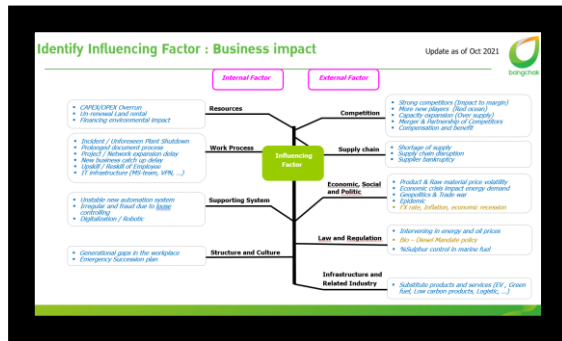 Identify Influencing Factor : Business impact
Update as of Oct 2021
bangchak
Internal Factor
External Factor
Resources
CAPEX/OPEX Overrun
Un-renewal Land rental
Financing environmental impact
Work Process
Incident / Unforeseen Plant Shutdown
Prolonged document process
Project / Network expansion delay
New business catch up delay
Upskill / Reskill of Employee
IT infrastructure (MS-team, VPN, ...)
Supporting System
Unstable new automation system
Irregular and fraud due to loose
controlling
Digitalization / Robotic
Structure and Culture
Generational gaps in the workplace
Emergency Succession plan
Influencing
Factor
Competition
Strong competitors (Impact to margin)
More new players (Red ocean)
Capacity expansion (Over supply)
Merger & Partnership of Competitors
Compensation and benefit
Supply chain
Shortage of supply
Supply chain disruption
Supplier bankruptcy
Economic, Social
and Politic
Product & Raw material price volatility
Economic crisis impact energy demand
Geopolitics & Trade war
Epidemic
FX rate, Inflation, economic recession
Law and Regulation
Intervening in energy and oil prices
Bio - Diesel Mandate policy
%Sulphur control in marine fuel
Infrastructure and
Related Industry
Substitute products and services (EV , Green
fuel, Low carbon products, Logistic, ...)